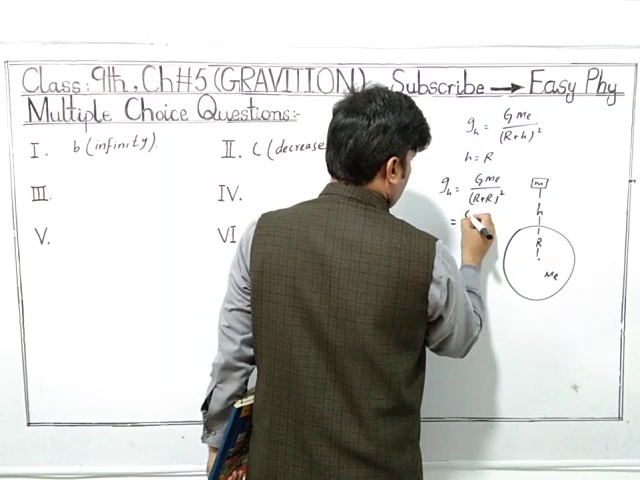 Class: 9th, Ch#5 (GRAVITION) Subscribe → Easy Phy
Multiple Choice Questions:-
I. b (infinity). II. c (decrease
III. IV.
V. VI
gh = GMe / (R+h)²
h = R
gh = GMe / (R+R)²
=
m
h
R
Me